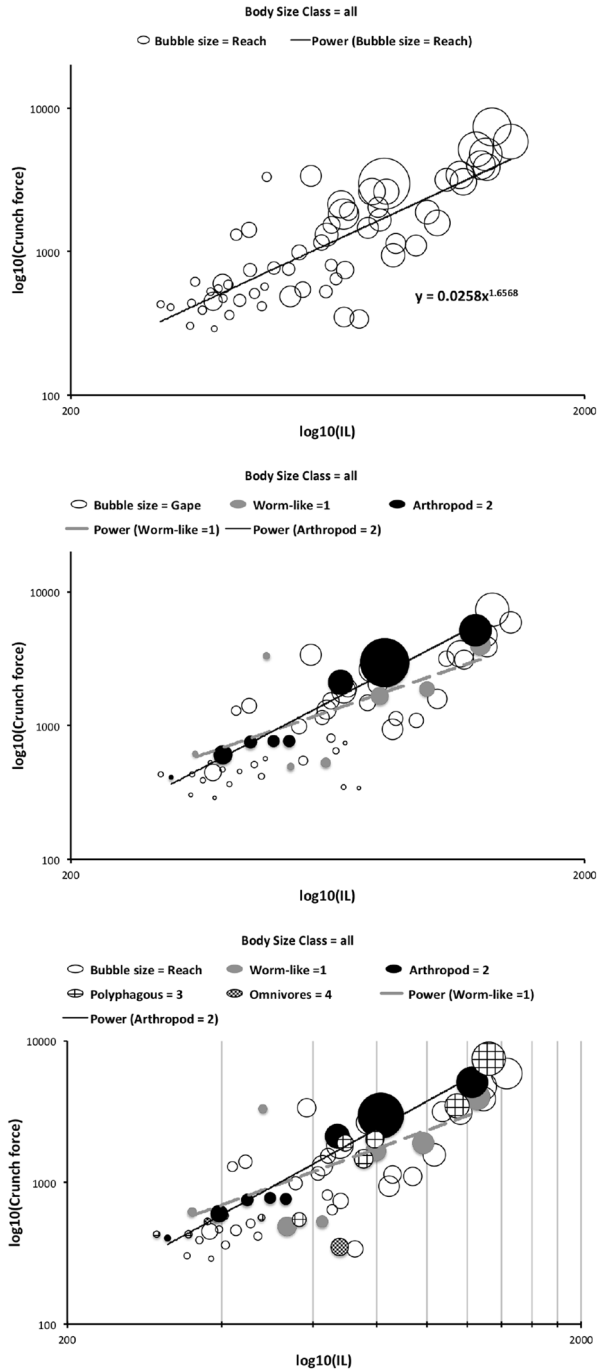 Body Size Class = all
Bubble size = Reach Power (Bubble size = Reach)
10000
log10(Crunch force)
1000
y = 0.0258x^1.6568
100
200 2000
log10(IL)
Body Size Class = all
Bubble size = Gape Worm-like =1 Arthropod = 2
Power (Worm-like =1) Power (Arthropod = 2)
10000
log10(Crunch force)
1000
100
200 2000
log10(IL)
Body Size Class = all
Bubble size = Reach Worm-like =1 Arthropod = 2
Polyphagous = 3 Omnivores = 4 Power (Worm-like =1)
Power (Arthropod = 2)
10000
log10(Crunch force)
1000
100
200 2000
log10(IL)